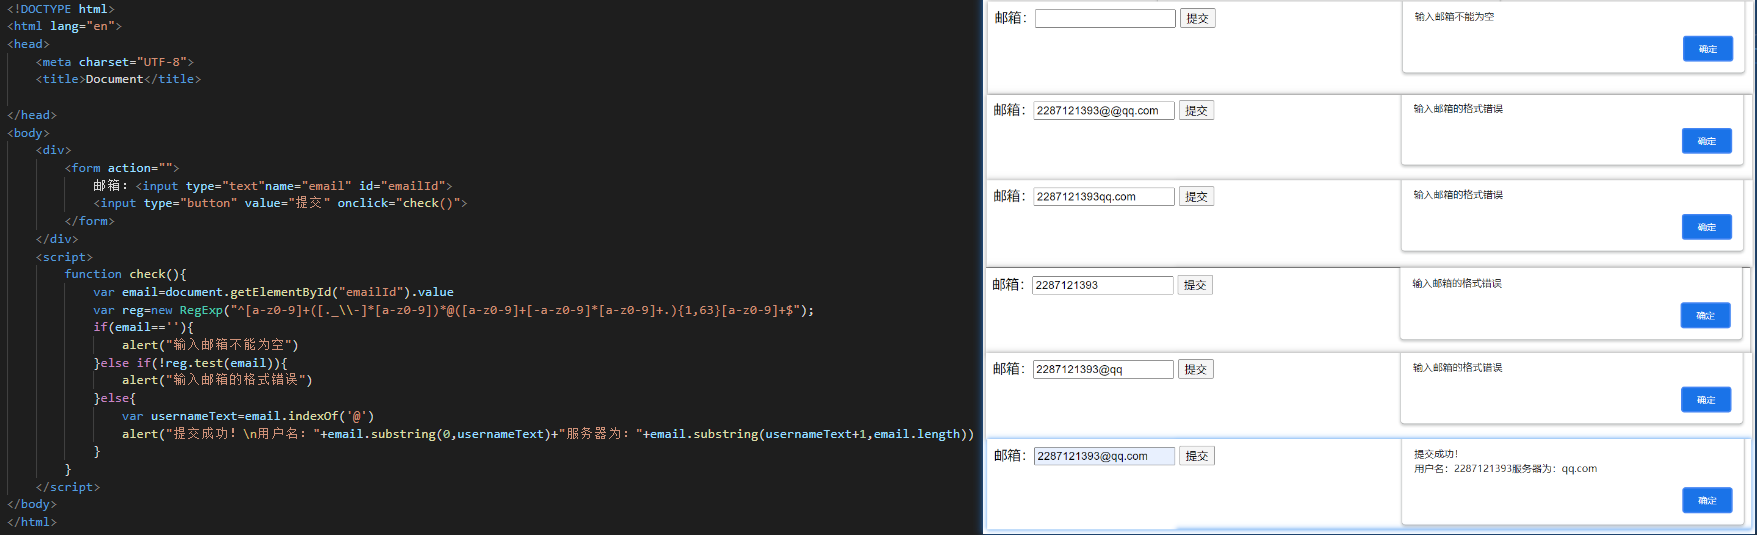 <!DOCTYPE html>
<html lang="en">
<head>
<meta charset="UTF-8">
<title>Document</title>
</head>
<body>
<div>
<form action="">
邮箱：<input type="text"name="email" id="emailId">
<input type="button" value="提交" onclick="check()">
</form>
</div>
<script>
function check(){
var email=document.getElementById("emailId").value
var reg=new RegExp("^[a-z0-9]+([._\\-]*[a-z0-9])*@([a-z0-9]+[-a-z0-9]*[a-z0-9]+.){1,63}[a-z0-9]+$");
if(email==''){
alert("输入邮箱不能为空")
}else if(!reg.test(email)){
alert("输入邮箱的格式错误")
}else{
var usernameText=email.indexOf('@')
alert("提交成功！\n用户名："+email.substring(0,usernameText)+"服务器为："+email.substring(usernameText+1,email.length))
}
}
</script>
</body>
</html>
邮箱： 提交
输入邮箱不能为空
确定
邮箱： 2287121393@@qq.com 提交
输入邮箱的格式错误
确定
邮箱： 2287121393qq.com 提交
输入邮箱的格式错误
确定
邮箱： 2287121393 提交
输入邮箱的格式错误
确定
邮箱： 2287121393@qq 提交
输入邮箱的格式错误
确定
邮箱： 2287121393@qq.com 提交
提交成功！
用户名：2287121393服务器为：qq.com
确定